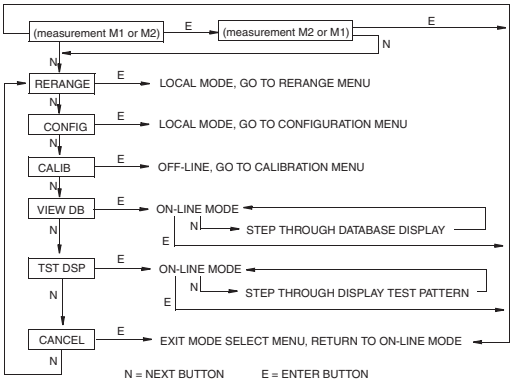 (measurement M1 or M2) E (measurement M2 or M1) E
N
N
RERANGE E LOCAL MODE, GO TO RERANGE MENU
N
CONFIG E LOCAL MODE, GO TO CONFIGURATION MENU
N
CALIB E OFF-LINE, GO TO CALIBRATION MENU
N
VIEW DB E ON-LINE MODE
N STEP THROUGH DATABASE DISPLAY
N
E
TST DSP E ON-LINE MODE
N STEP THROUGH DISPLAY TEST PATTERN
N
E
CANCEL E EXIT MODE SELECT MENU, RETURN TO ON-LINE MODE
N
N = NEXT BUTTON E = ENTER BUTTON